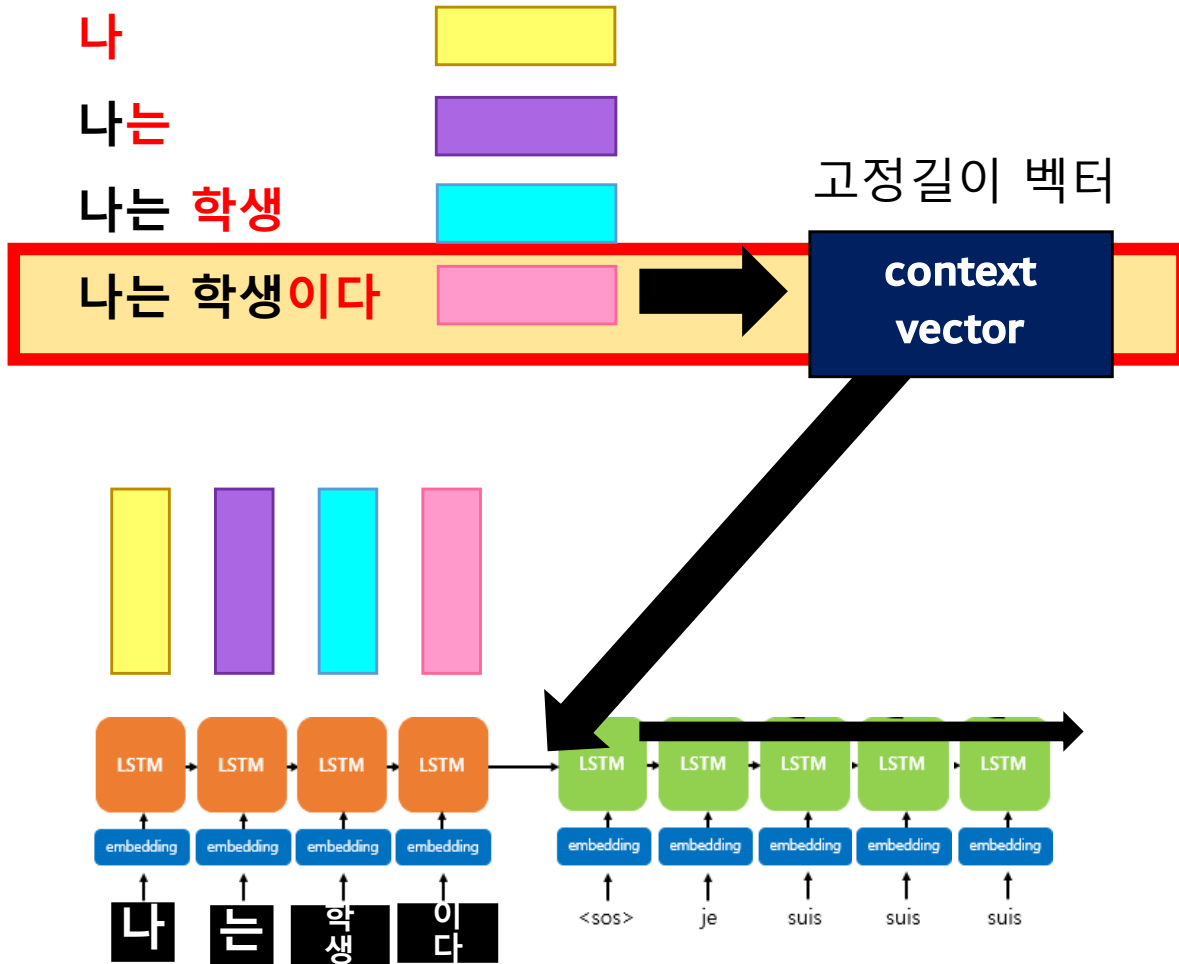 나
나는
나는 학생
고정길이 벡터
나는 학생이다
context
vector
LSTM LSTM LSTM LSTM LSTM LSTM LSTM LSTM LSTM
embedding embedding embedding embedding embedding embedding embedding embedding embedding
나 는 학 이
생 다
<sos> je suis suis suis